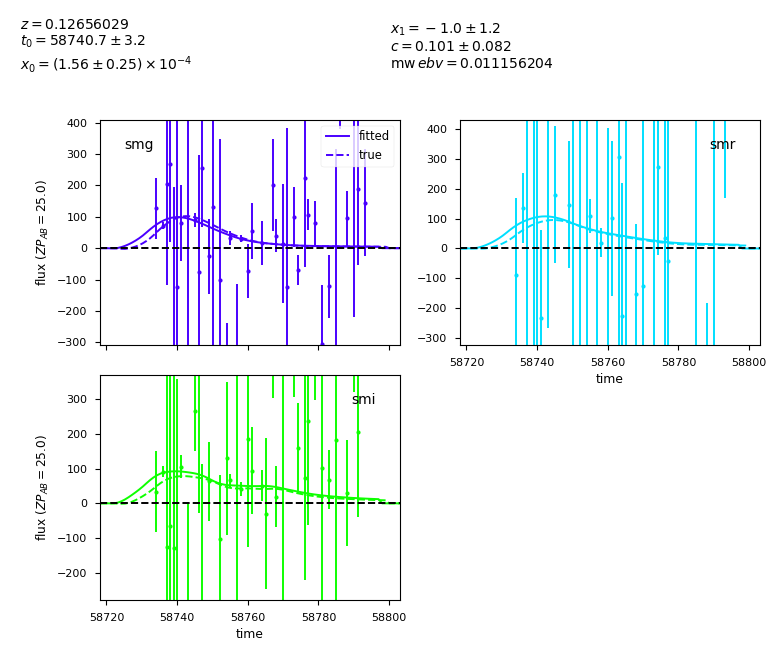 z = 0.12656029
t₀ = 58740.7 ± 3.2
x₀ = (1.56 ± 0.25) × 10⁻⁴
x₁ = −1.0 ± 1.2
c = 0.101 ± 0.082
mw ebv = 0.011156204
smg
fitted
true
400
300
200
100
0
−100
−200
−300
flux (ZP_AB = 25.0)
smr
400
300
200
100
0
−100
−200
−300
58720 58740 58760 58780 58800
time
smi
300
200
100
0
−100
−200
flux (ZP_AB = 25.0)
58720 58740 58760 58780 58800
time